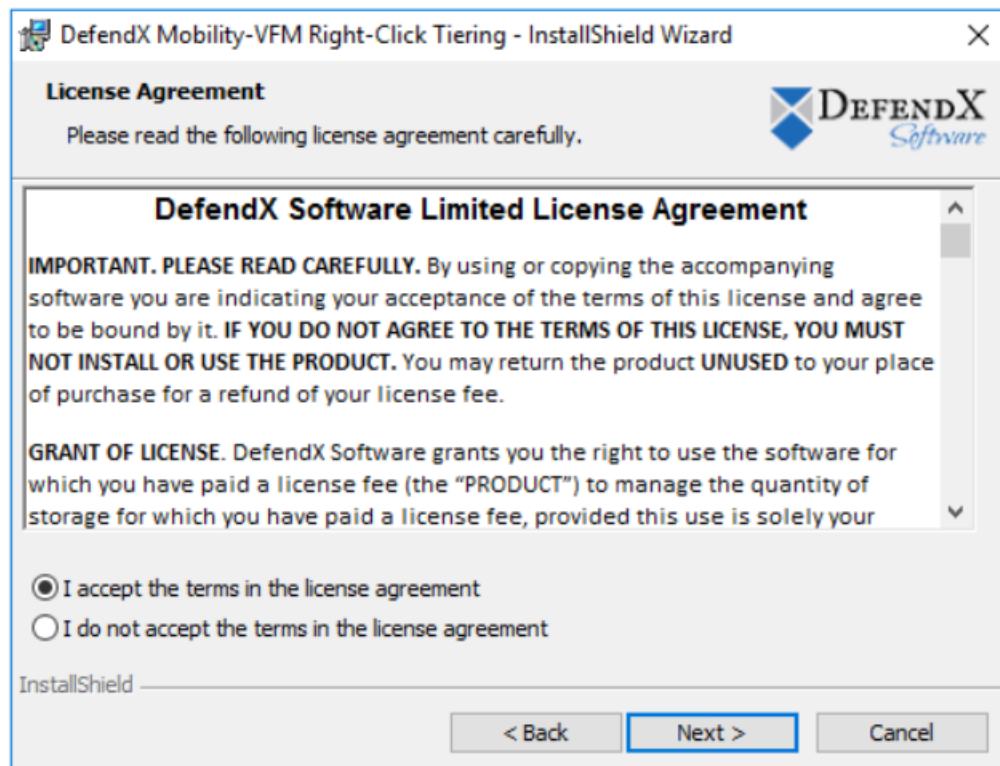 DefendX Mobility-VFM Right-Click Tiering - InstallShield Wizard
License Agreement
Please read the following license agreement carefully.
DEFENDX
Software
DefendX Software Limited License Agreement
IMPORTANT. PLEASE READ CAREFULLY. By using or copying the accompanying
software you are indicating your acceptance of the terms of this license and agree
to be bound by it. IF YOU DO NOT AGREE TO THE TERMS OF THIS LICENSE, YOU MUST
NOT INSTALL OR USE THE PRODUCT. You may return the product UNUSED to your place
of purchase for a refund of your license fee.
GRANT OF LICENSE. DefendX Software grants you the right to use the software for
which you have paid a license fee (the “PRODUCT”) to manage the quantity of
storage for which you have paid a license fee, provided this use is solely your
I accept the terms in the license agreement
I do not accept the terms in the license agreement
InstallShield
< Back
Next >
Cancel